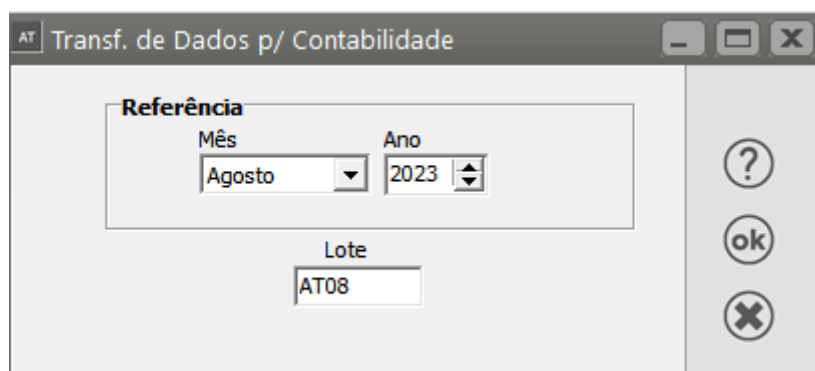 AT Transf. de Dados p/ Contabilidade
Referência
Mês Ano
Agosto 2023
?
ok
Lote
AT08